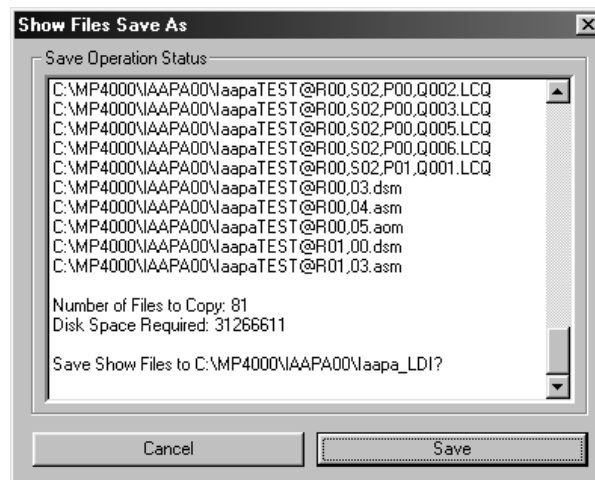 Show Files Save As
Save Operation Status
C:\MP4000\IAAPA00\IaapaTEST@R00,S02,P00,Q002.LCQ
C:\MP4000\IAAPA00\IaapaTEST@R00,S02,P00,Q003.LCQ
C:\MP4000\IAAPA00\IaapaTEST@R00,S02,P00,Q005.LCQ
C:\MP4000\IAAPA00\IaapaTEST@R00,S02,P00,Q006.LCQ
C:\MP4000\IAAPA00\IaapaTEST@R00,S02,P01,Q001.LCQ
C:\MP4000\IAAPA00\IaapaTEST@R00,03.dsm
C:\MP4000\IAAPA00\IaapaTEST@R00,04.asm
C:\MP4000\IAAPA00\IaapaTEST@R00,05.aom
C:\MP4000\IAAPA00\IaapaTEST@R01,00.dsm
C:\MP4000\IAAPA00\IaapaTEST@R01,03.asm
Number of Files to Copy: 81
Disk Space Required: 31266611
Save Show Files to C:\MP4000\IAAPA00\Iaapa_LDI?
Cancel
Save